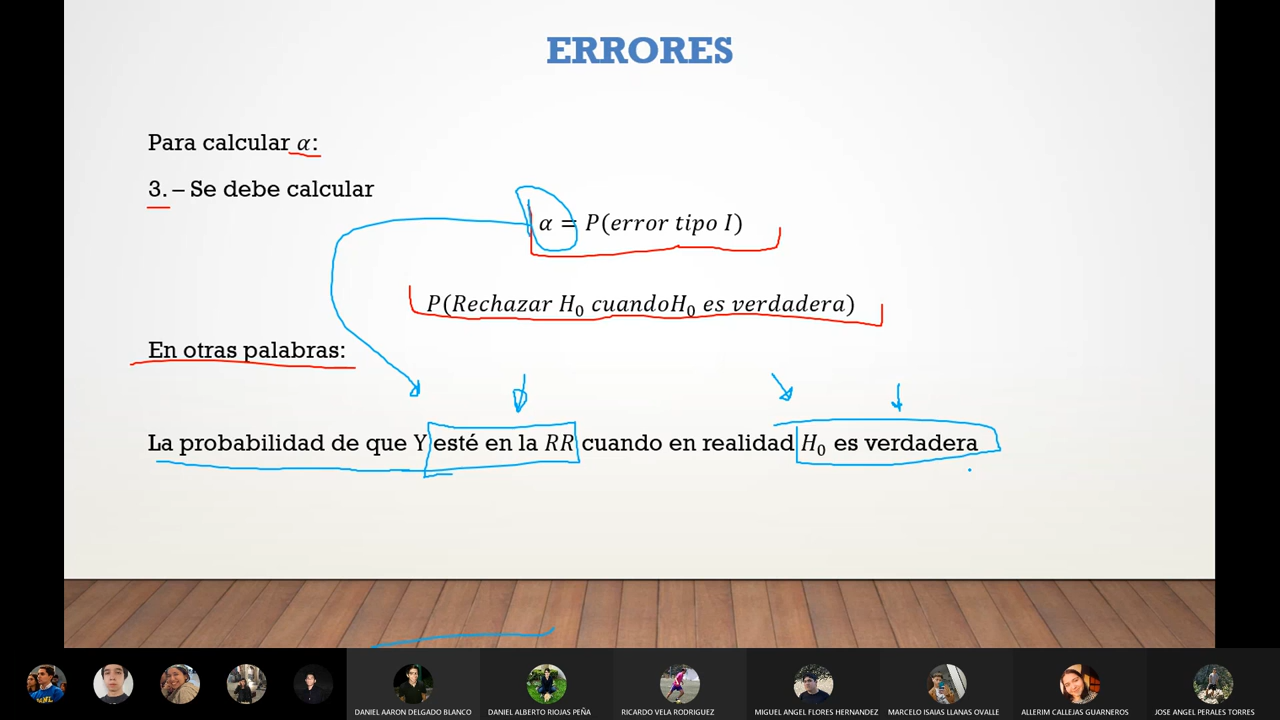 ERRORES
Para calcular α:
3. – Se debe calcular
α = P(error tipo I)
P(Rechazar H₀ cuandoH₀ es verdadera)
En otras palabras:
La probabilidad de que Y esté en la RR cuando en realidad H₀ es verdadera
DANIEL AARON DELGADO BLANCO
DANIEL ALBERTO RIOJAS PEÑA
RICARDO VELA RODRIGUEZ
MIGUEL ANGEL FLORES HERNANDEZ
MARCELO ISAIAS LLANAS OVALLE
ALLERIM CALLEJAS GUARNEROS
JOSE ANGEL PERALES TORRES